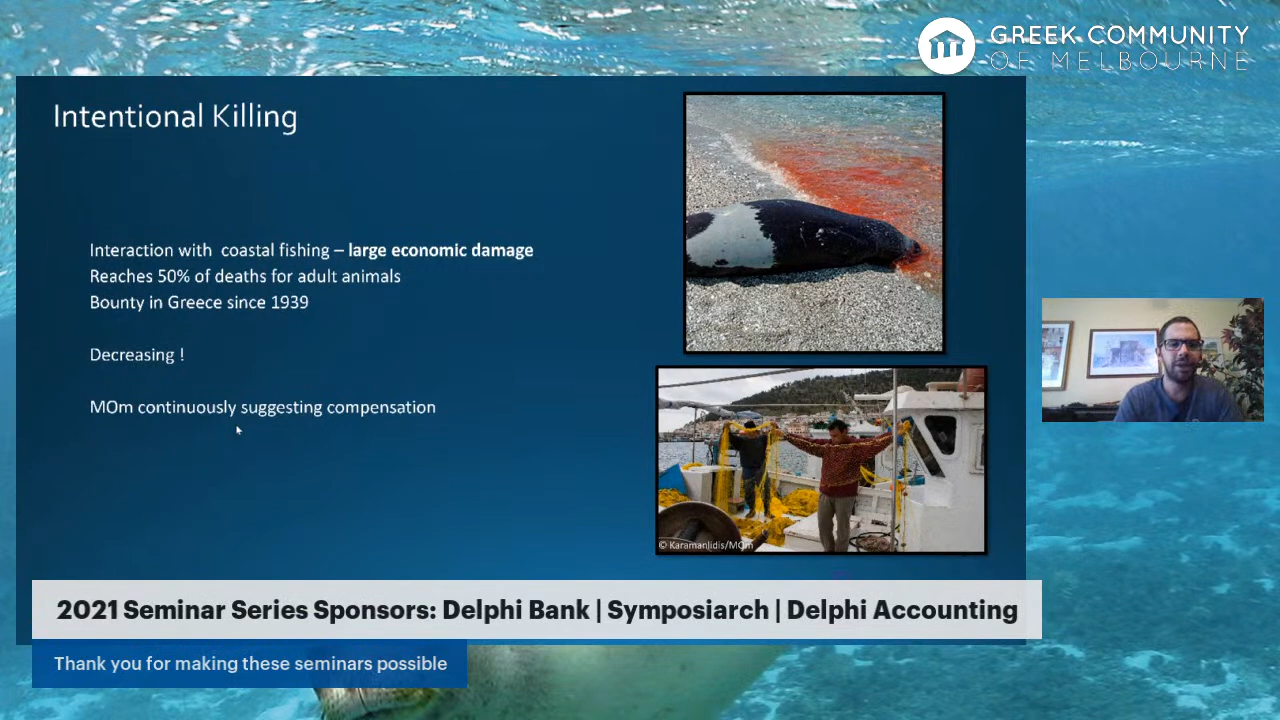 GREEK COMMUNITY
OF MELBOURNE
Intentional Killing
Interaction with coastal fishing – large economic damage
Reaches 50% of deaths for adult animals
Bounty in Greece since 1939
Decreasing !
MOm continuously suggesting compensation
© Karamanlidis/MOm
2021 Seminar Series Sponsors: Delphi Bank | Symposiarch | Delphi Accounting
Thank you for making these seminars possible